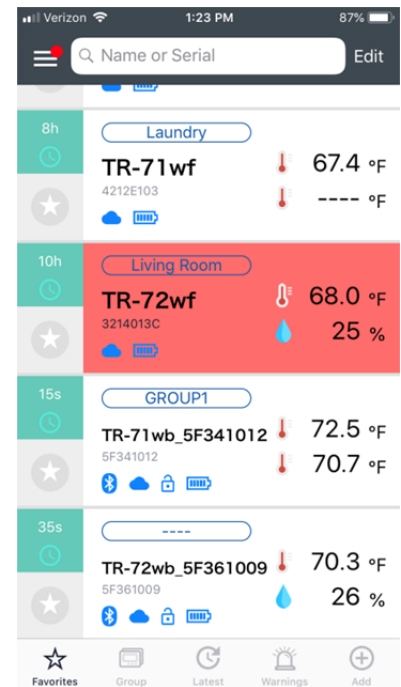 Verizon 1:23 PM 87%
Name or Serial Edit
8h Laundry
TR-71wf 67.4 °F
4212E103 ---- °F
10h Living Room
TR-72wf 68.0 °F
3214013C 25 %
15s GROUP1
TR-71wb_5F341012 72.5 °F
5F341012 70.7 °F
35s ----
TR-72wb_5F361009 70.3 °F
5F361009 26 %
Favorites Group Latest Warnings Add